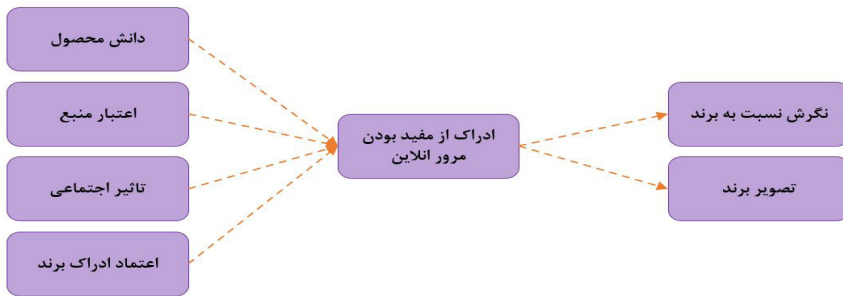 دانش محصول
اعتبار منبع
تاثیر اجتماعی
اعتماد ادراک برند
ادراک از مفید بودن
مرور انلاین
نگرش نسبت به برند
تصویر برند